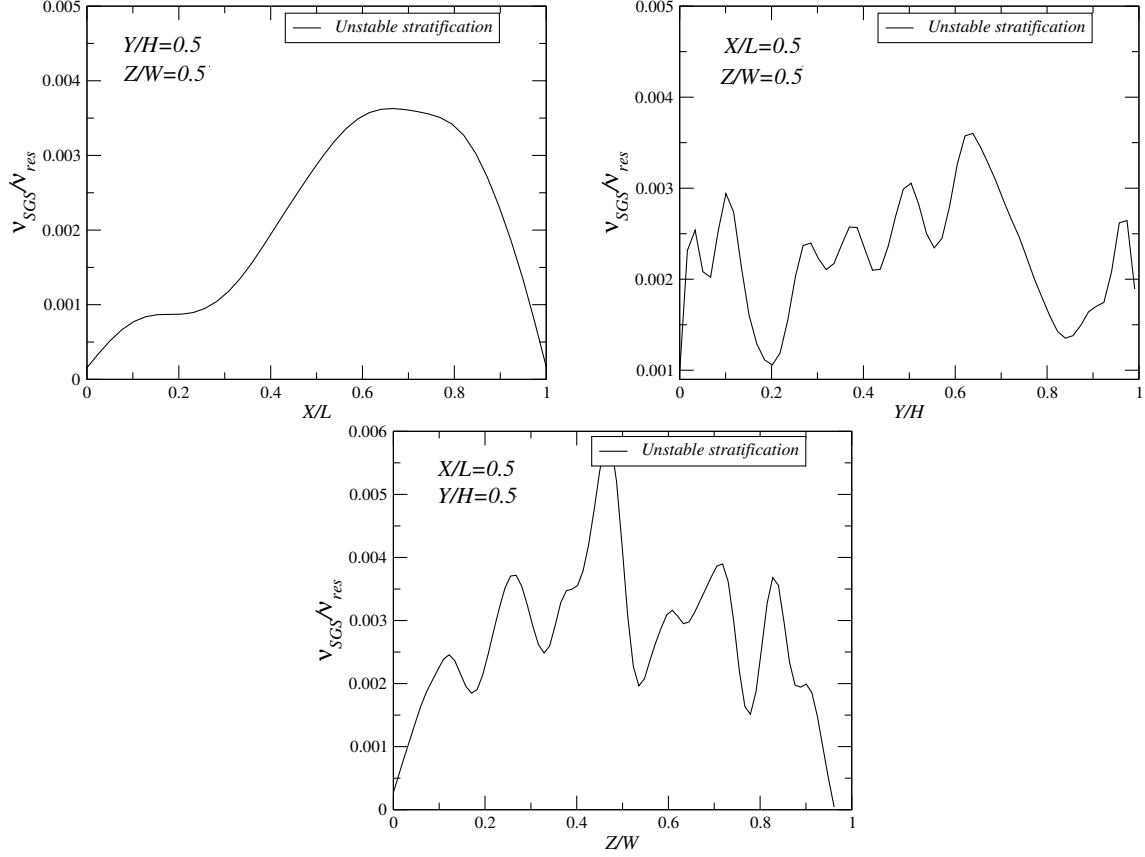 0.005
0.004
0.003
0.002
0.001
0
ν_SGS/ν_res
Unstable stratification
Y/H=0.5
Z/W=0.5
0 0.2 0.4 0.6 0.8 1
X/L
0.005
0.004
0.003
0.002
0.001
ν_SGS/ν_res
Unstable stratification
X/L=0.5
Z/W=0.5
0 0.2 0.4 0.6 0.8 1
Y/H
0.006
0.005
0.004
0.003
0.002
0.001
0
ν_SGS/ν_res
Unstable stratification
X/L=0.5
Y/H=0.5
0 0.2 0.4 0.6 0.8 1
Z/W